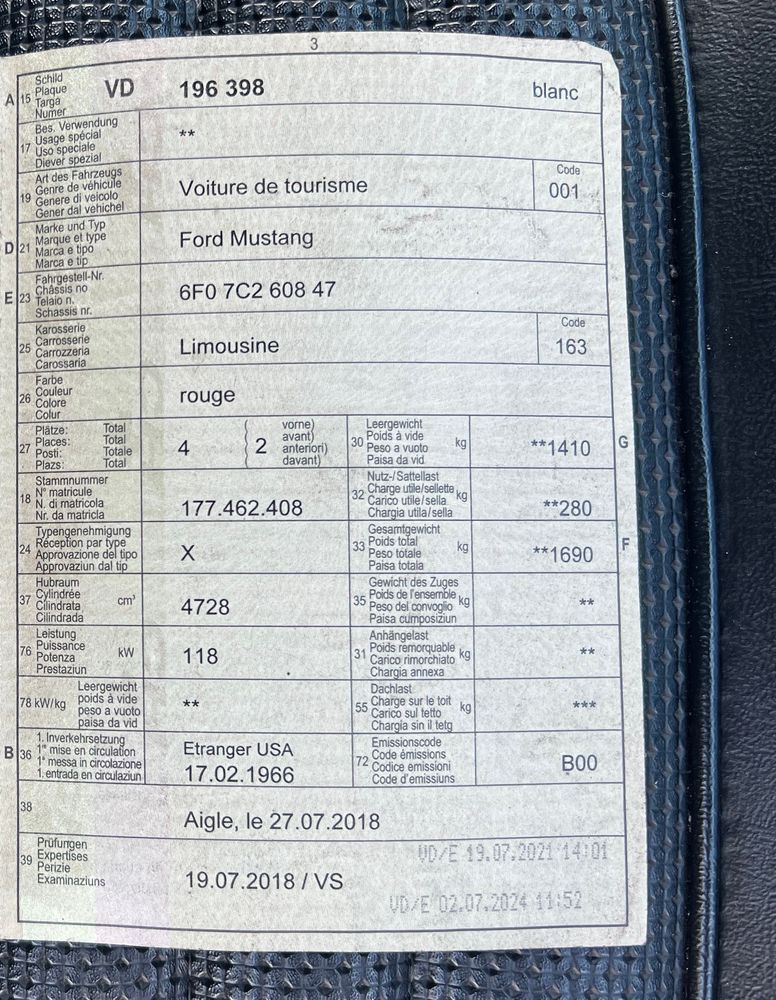 3
A 15 Schild Plaque Targa Numer VD 196 398 blanc
17 Bes. Verwendung Usage spécial Uso speciale Diever spezial **
19 Art des Fahrzeugs Genre de véhicule Genere di veicolo Gener dal vehichel Voiture de tourisme Code 001
D 21 Marke und Typ Marque et type Marca e tipo Marca e tip Ford Mustang
E 23 Fahrgestell-Nr. Châssis no Telaio n. Schassis nr. 6F0 7C2 608 47
25 Karosserie Carrosserie Carrozzeria Carossaria Limousine Code 163
26 Farbe Couleur Colore Colur rouge
27 Plätze: Total Places: Total Posti: Totale Plazs: Total 4 ( 2 vorne) avant) anteriori) davant) 30 Leergewicht Poids à vide Peso a vuoto Paisa da vid kg **1410 G
18 Stammnummer N° matricule N. di matricola Nr. da matricla 177.462.408 32 Nutz-/Sattellast Charge utile/sellette Carico utile/sella Chargia utila/sella kg **280
24 Typengenehmigung Réception par type Approvazione del tipo Approvaziun dal tip X 33 Gesamtgewicht Poids total Peso totale Paisa totala kg **1690 F
37 Hubraum Cylindrée Cilindrata Cilindrada cm³ 4728 35 Gewicht des Zuges Poids de l'ensemble Peso del convoglio Paisa cumposiziun kg **
76 Leistung Puissance Potenza Prestaziun kW 118 31 Anhängelast Poids remorquable Carico rimorchiato Chargia annexa kg **
78 kW/kg Leergewicht poids à vide peso a vuoto paisa da vid ** 55 Dachlast Charge sur le toit Carico sul tetto Chargia sin il tetg kg ***
B 36 1. Inverkehrsetzung 1re mise en circulation 1a messa in circolazione 1. entrada en circulaziun Etranger USA 17.02.1966 72 Emissionscode Code émissions Codice emissioni Code d'emissiuns B00
38 Aigle, le 27.07.2018
39 Prüfungen Expertises Perizie Examinaziuns 19.07.2018 / VS
VD/E 19.07.2021 14:01
VD/E 02.07.2024 11:52